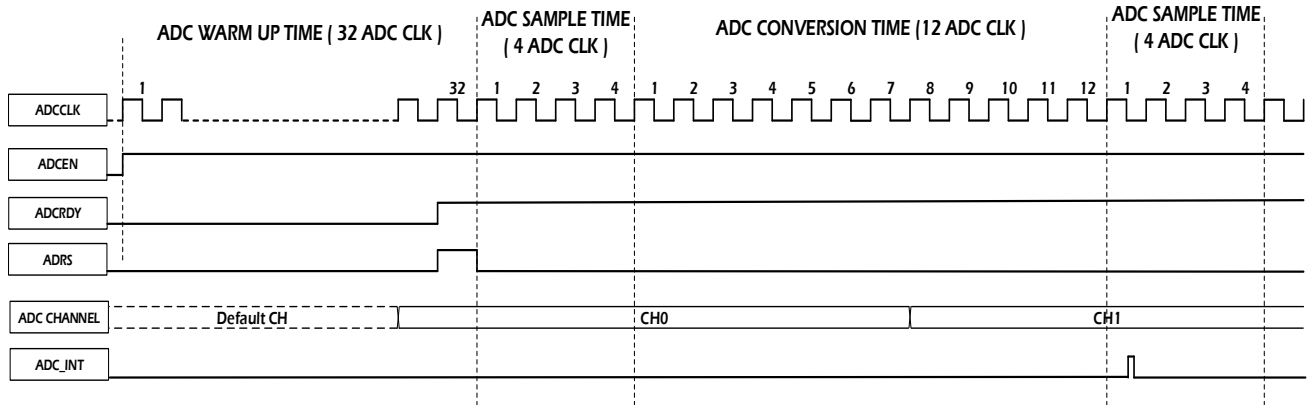 ADC WARM UP TIME ( 32 ADC CLK )
ADC SAMPLE TIME
( 4 ADC CLK )
ADC CONVERSION TIME (12 ADC CLK )
ADC SAMPLE TIME
( 4 ADC CLK )
1 32 1 2 3 4 1 2 3 4 5 6 7 8 9 10 11 12 1 2 3 4
ADCCLK
ADCEN
ADCRDY
ADRS
ADC CHANNEL Default CH CH0 CH1
ADC_INT